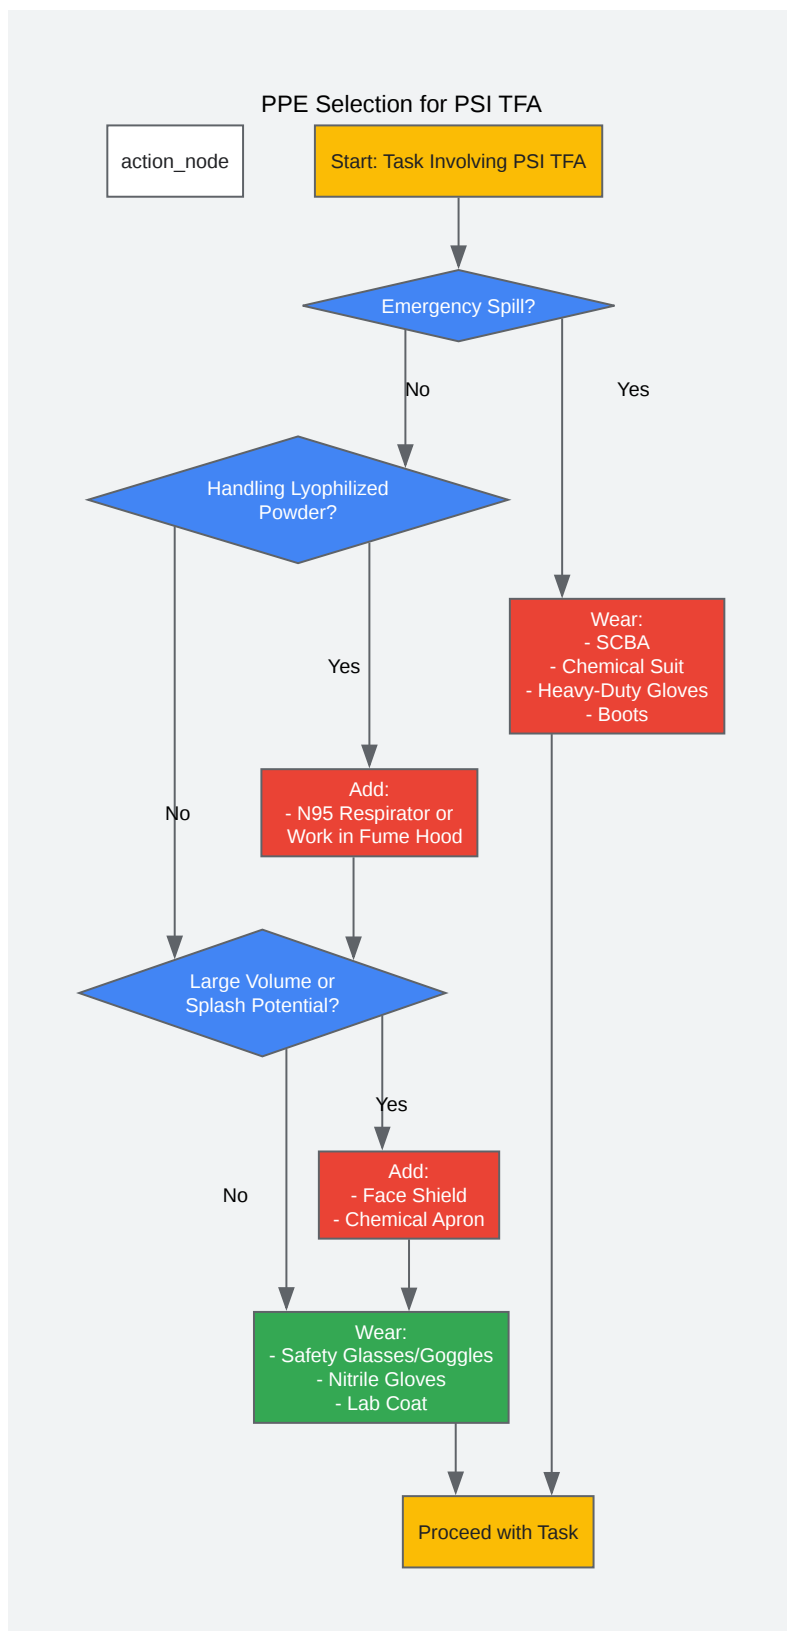 PPE Selection for PSI TFA
action_node
Start: Task Involving PSI TFA
Emergency Spill?
No
Yes
Handling Lyophilized
Powder?
Wear:
- SCBA
- Chemical Suit
- Heavy-Duty Gloves
- Boots
Yes
Add:
- N95 Respirator or
Work in Fume Hood
No
Large Volume or
Splash Potential?
Yes
Add:
- Face Shield
- Chemical Apron
No
Wear:
- Safety Glasses/Goggles
- Nitrile Gloves
- Lab Coat
Proceed with Task